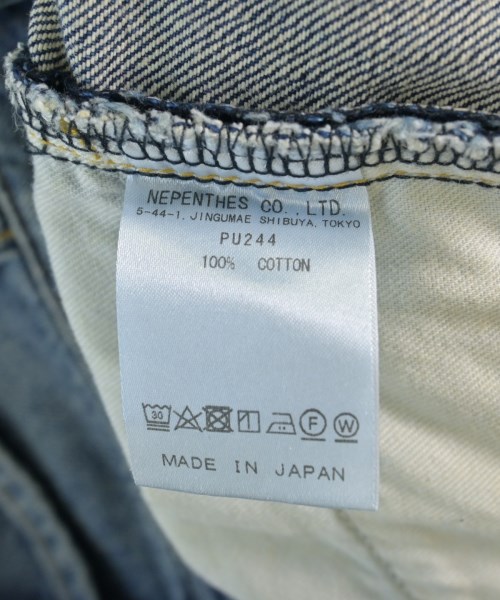 NEPENTHES CO., LTD.
5-44-1, JINGUMAE SHIBUYA, TOKYO
PU244
100% COTTON
30 F W
MADE IN JAPAN